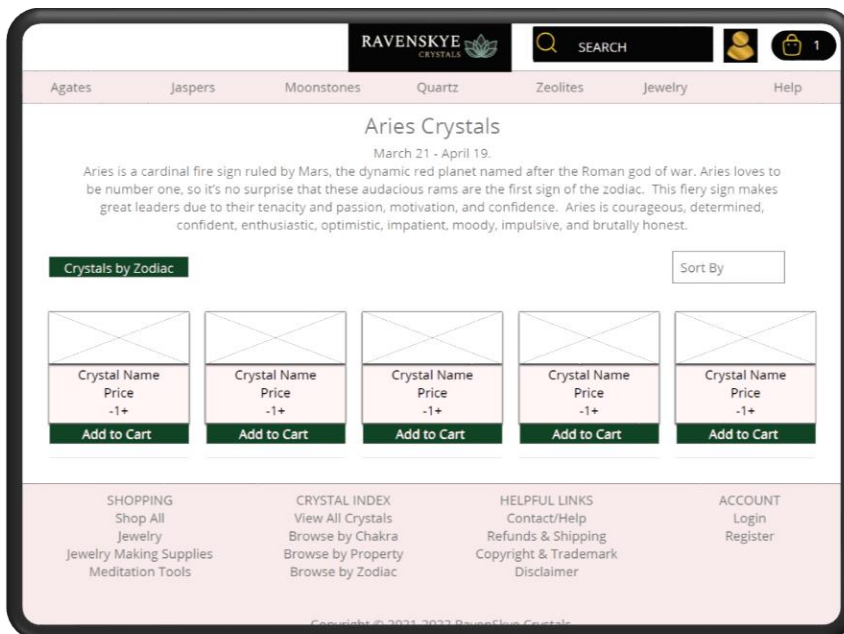 RAVENSKYE
CRYSTALS
SEARCH
1
Agates Jaspers Moonstones Quartz Zeolites Jewelry Help
Aries Crystals
March 21 - April 19.
Aries is a cardinal fire sign ruled by Mars, the dynamic red planet named after the Roman god of war. Aries loves to
be number one, so it's no surprise that these audacious rams are the first sign of the zodiac. This fiery sign makes
great leaders due to their tenacity and passion, motivation, and confidence. Aries is courageous, determined,
confident, enthusiastic, optimistic, impatient, moody, impulsive, and brutally honest.
Crystals by Zodiac
Sort By
Crystal Name Crystal Name Crystal Name Crystal Name Crystal Name
Price Price Price Price Price
-1+ -1+ -1+ -1+ -1+
Add to Cart Add to Cart Add to Cart Add to Cart Add to Cart
SHOPPING CRYSTAL INDEX HELPFUL LINKS ACCOUNT
Shop All View All Crystals Contact/Help Login
Jewelry Browse by Chakra Refunds & Shipping Register
Jewelry Making Supplies Browse by Property Copyright & Trademark
Meditation Tools Browse by Zodiac Disclaimer
Copyright © 2021-2022 RavenSkye Crystals